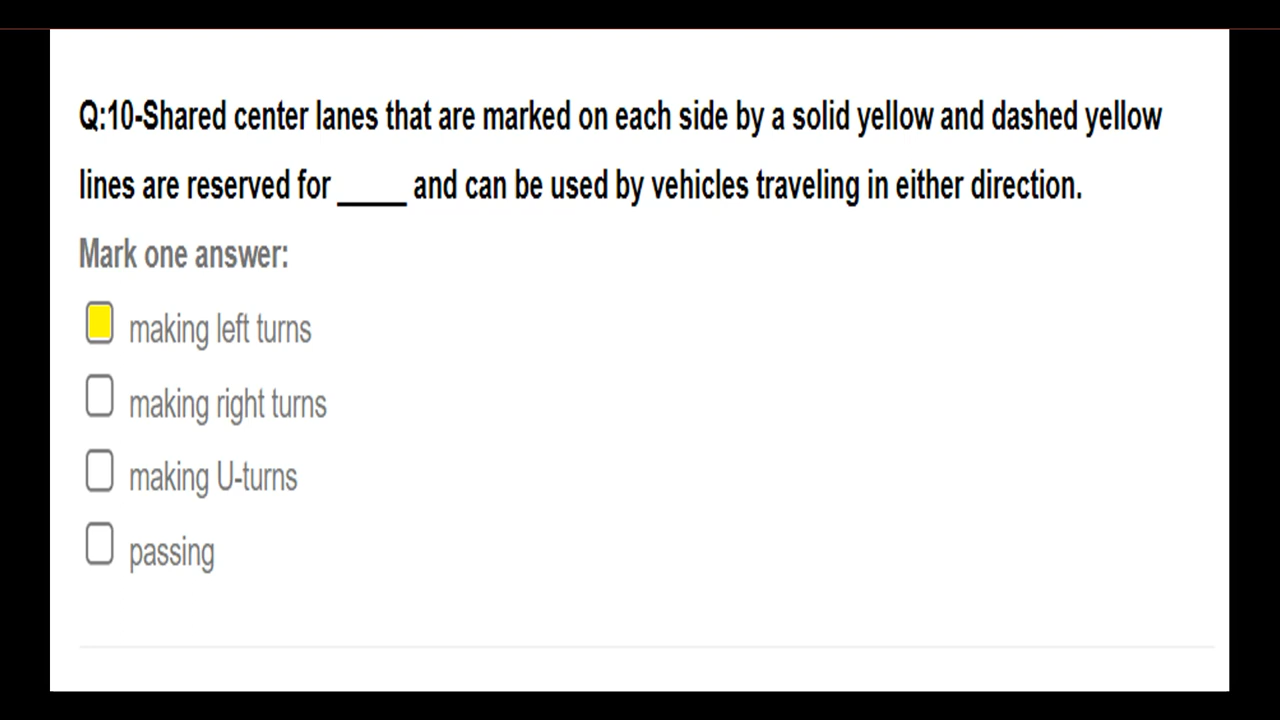 Q:10-Shared center lanes that are marked on each side by a solid yellow and dashed yellow
lines are reserved for _____ and can be used by vehicles traveling in either direction.
Mark one answer:
making left turns
making right turns
making U-turns
passing